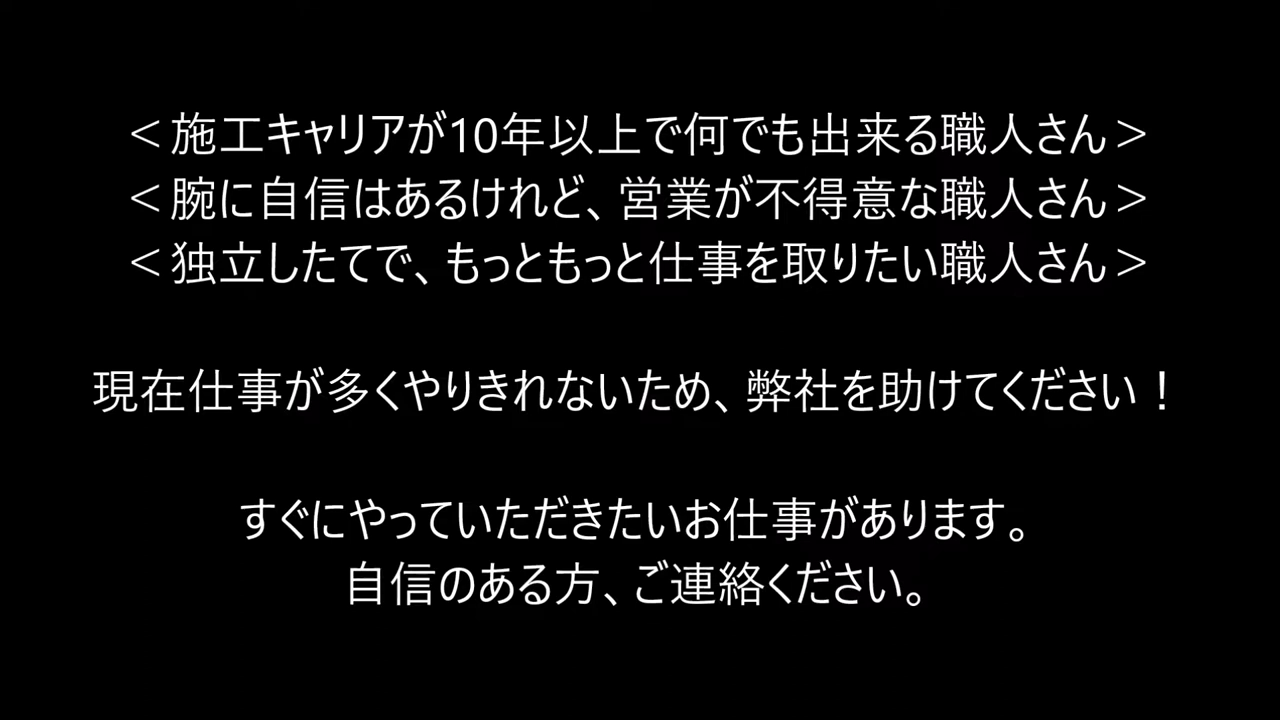 ＜施工キャリアが10年以上で何でも出来る職人さん＞
＜腕に自信はあるけれど、営業が不得意な職人さん＞
＜独立したてで、もっともっと仕事を取りたい職人さん＞
現在仕事が多くやりきれないため、弊社を助けてください！
すぐにやっていただきたいお仕事があります。
自信のある方、ご連絡ください。